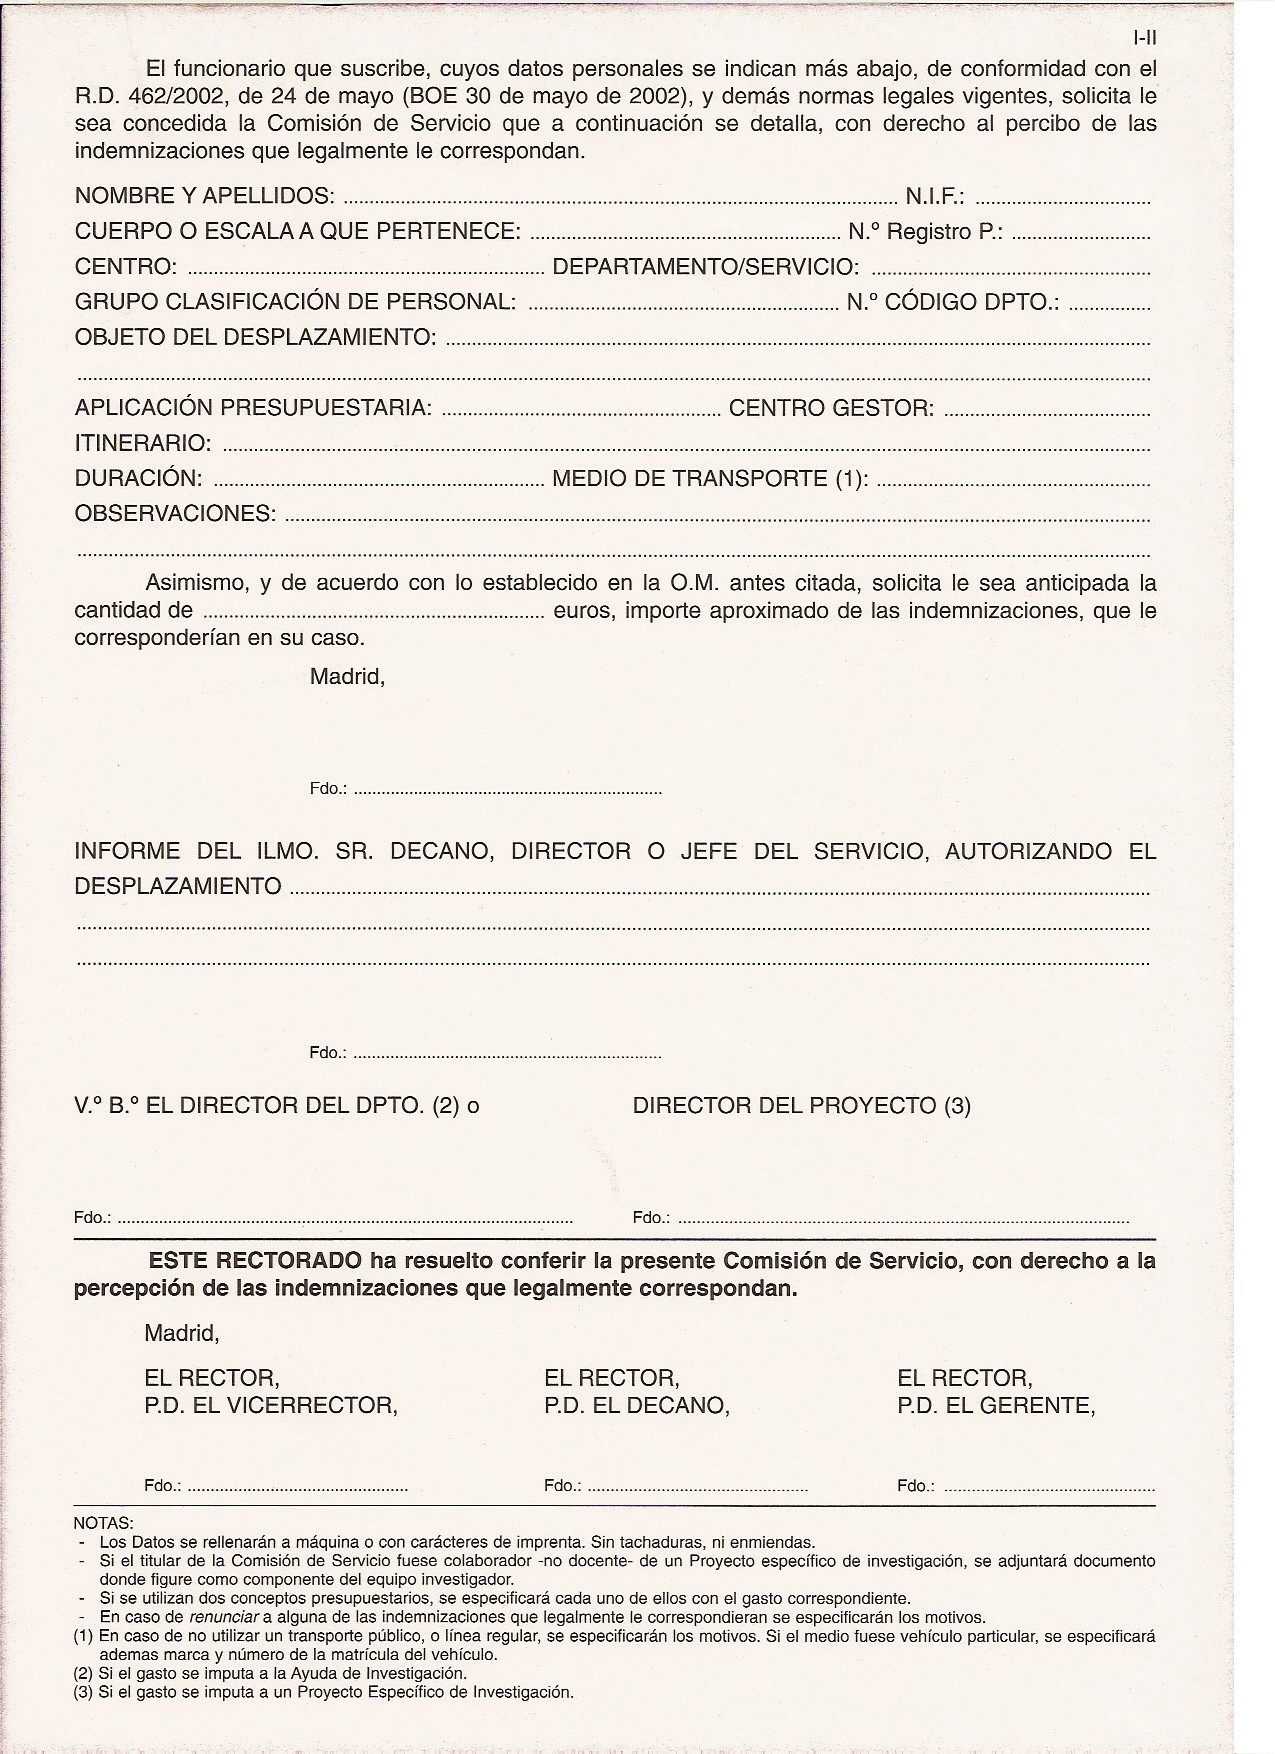 I-II
El funcionario que suscribe, cuyos datos personales se indican más abajo, de conformidad con el
R.D. 462/2002, de 24 de mayo (BOE 30 de mayo de 2002), y demás normas legales vigentes, solicita le
sea concedida la Comisión de Servicio que a continuación se detalla, con derecho al percibo de las
indemnizaciones que legalmente le correspondan.
NOMBRE Y APELLIDOS: .......... N.I.F.: ..........
CUERPO O ESCALA A QUE PERTENECE: .......... N.º Registro P.: ..........
CENTRO: .......... DEPARTAMENTO/SERVICIO: ..........
GRUPO CLASIFICACIÓN DE PERSONAL: .......... N.º CÓDIGO DPTO.: ..........
OBJETO DEL DESPLAZAMIENTO: ..........
..........
APLICACIÓN PRESUPUESTARIA: .......... CENTRO GESTOR: ..........
ITINERARIO: ..........
DURACIÓN: .......... MEDIO DE TRANSPORTE (1): ..........
OBSERVACIONES: ..........
..........
Asimismo, y de acuerdo con lo establecido en la O.M. antes citada, solicita le sea anticipada la
cantidad de .......... euros, importe aproximado de las indemnizaciones, que le
corresponderían en su caso.
Madrid,
Fdo.: ..........
INFORME DEL ILMO. SR. DECANO, DIRECTOR O JEFE DEL SERVICIO, AUTORIZANDO EL
DESPLAZAMIENTO ..........
..........
..........
Fdo.: ..........
V.º B.º EL DIRECTOR DEL DPTO. (2) o DIRECTOR DEL PROYECTO (3)
Fdo.: .......... Fdo.: ..........
ESTE RECTORADO ha resuelto conferir la presente Comisión de Servicio, con derecho a la
percepción de las indemnizaciones que legalmente correspondan.
Madrid,
EL RECTOR, EL RECTOR, EL RECTOR,
P.D. EL VICERRECTOR, P.D. EL DECANO, P.D. EL GERENTE,
Fdo.: .......... Fdo.: .......... Fdo.: ..........
NOTAS:
- Los Datos se rellenarán a máquina o con carácteres de imprenta. Sin tachaduras, ni enmiendas.
- Si el titular de la Comisión de Servicio fuese colaborador -no docente- de un Proyecto específico de investigación, se adjuntará documento
donde figure como componente del equipo investigador.
- Si se utilizan dos conceptos presupuestarios, se especificará cada uno de ellos con el gasto correspondiente.
- En caso de renunciar a alguna de las indemnizaciones que legalmente le correspondieran se especificarán los motivos.
(1) En caso de no utilizar un transporte público, o línea regular, se especificarán los motivos. Si el medio fuese vehículo particular, se especificará
ademas marca y número de la matrícula del vehículo.
(2) Si el gasto se imputa a la Ayuda de Investigación.
(3) Si el gasto se imputa a un Proyecto Específico de Investigación.